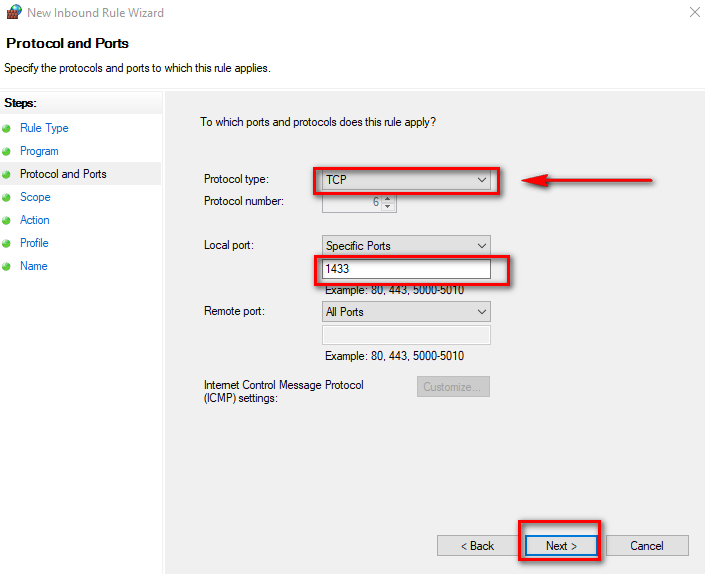 New Inbound Rule Wizard
Protocol and Ports
Specify the protocols and ports to which this rule applies.
Steps:
Rule Type
Program
Protocol and Ports
Scope
Action
Profile
Name
To which ports and protocols does this rule apply?
Protocol type: TCP
Protocol number: 6
Local port: Specific Ports
1433
Example: 80, 443, 5000-5010
Remote port: All Ports
Example: 80, 443, 5000-5010
Internet Control Message Protocol
(ICMP) settings: Customize...
< Back Next > Cancel